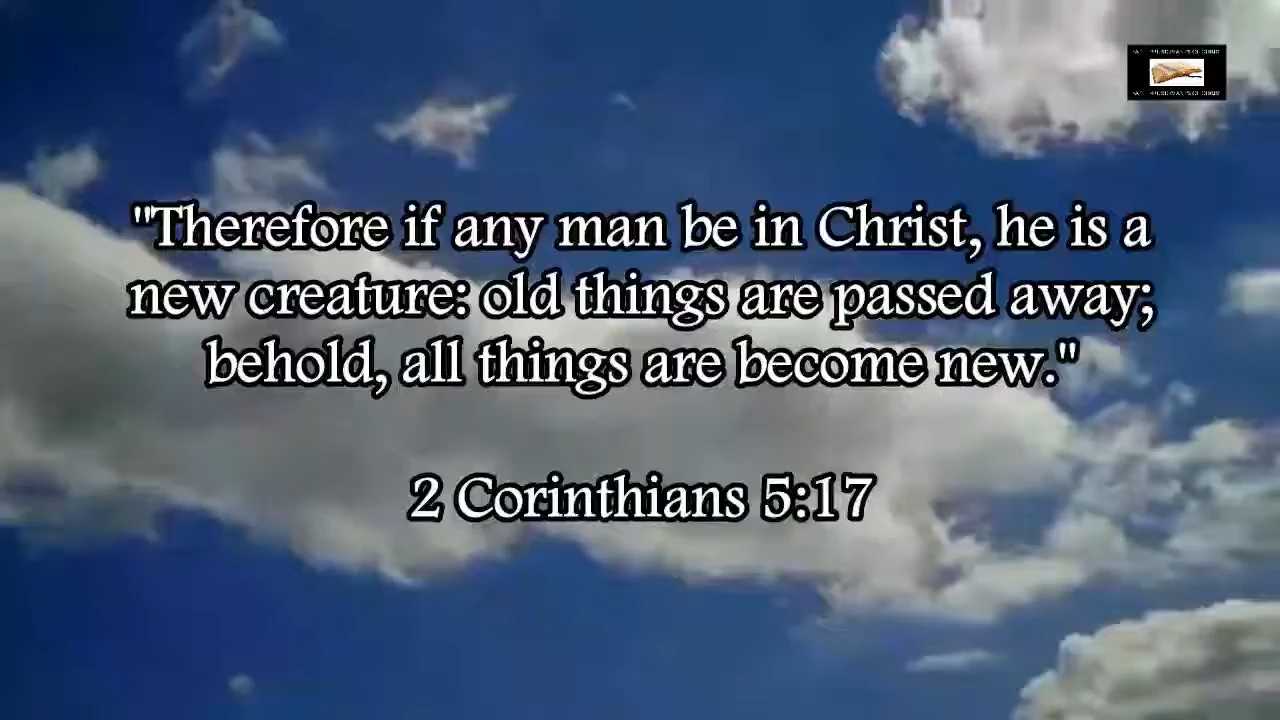 "Therefore if any man be in Christ, he is a
new creature: old things are passed away;
behold, all things are become new."
2 Corinthians 5:17